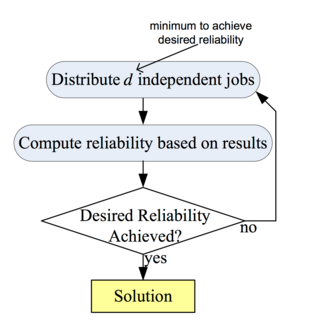 minimum to achieve
desired reliability
Distribute d independent jobs
Compute reliability based on results
Desired Reliability
Achieved?
no
yes
Solution